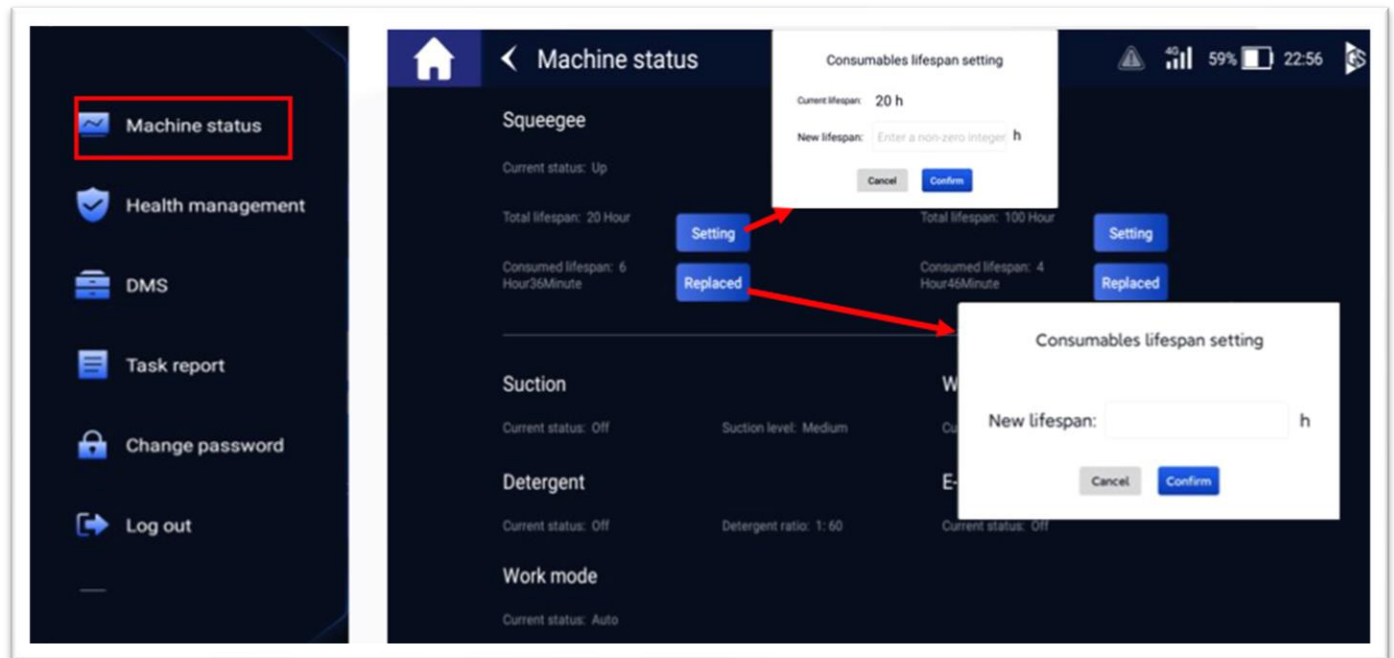 Machine status
Health management
DMS
Task report
Change password
Log out
Machine status
4G
59%
22:56
GS
Squeegee
Current status: Up
Total lifespan: 20 Hour
Setting
Consumed lifespan: 6
Hour36Minute
Replaced
Total lifespan: 100 Hour
Setting
Consumed lifespan: 4
Hour46Minute
Replaced
Consumables lifespan setting
Current lifespan: 20 h
New lifespan: Enter a non-zero integer h
Cancel Confirm
Consumables lifespan setting
New lifespan: h
Cancel Confirm
Suction
Current status: Off Suction level: Medium
W
Cu
Detergent
Current status: Off Detergent ratio: 1:60
E-
Current status: Off
Work mode
Current status: Auto